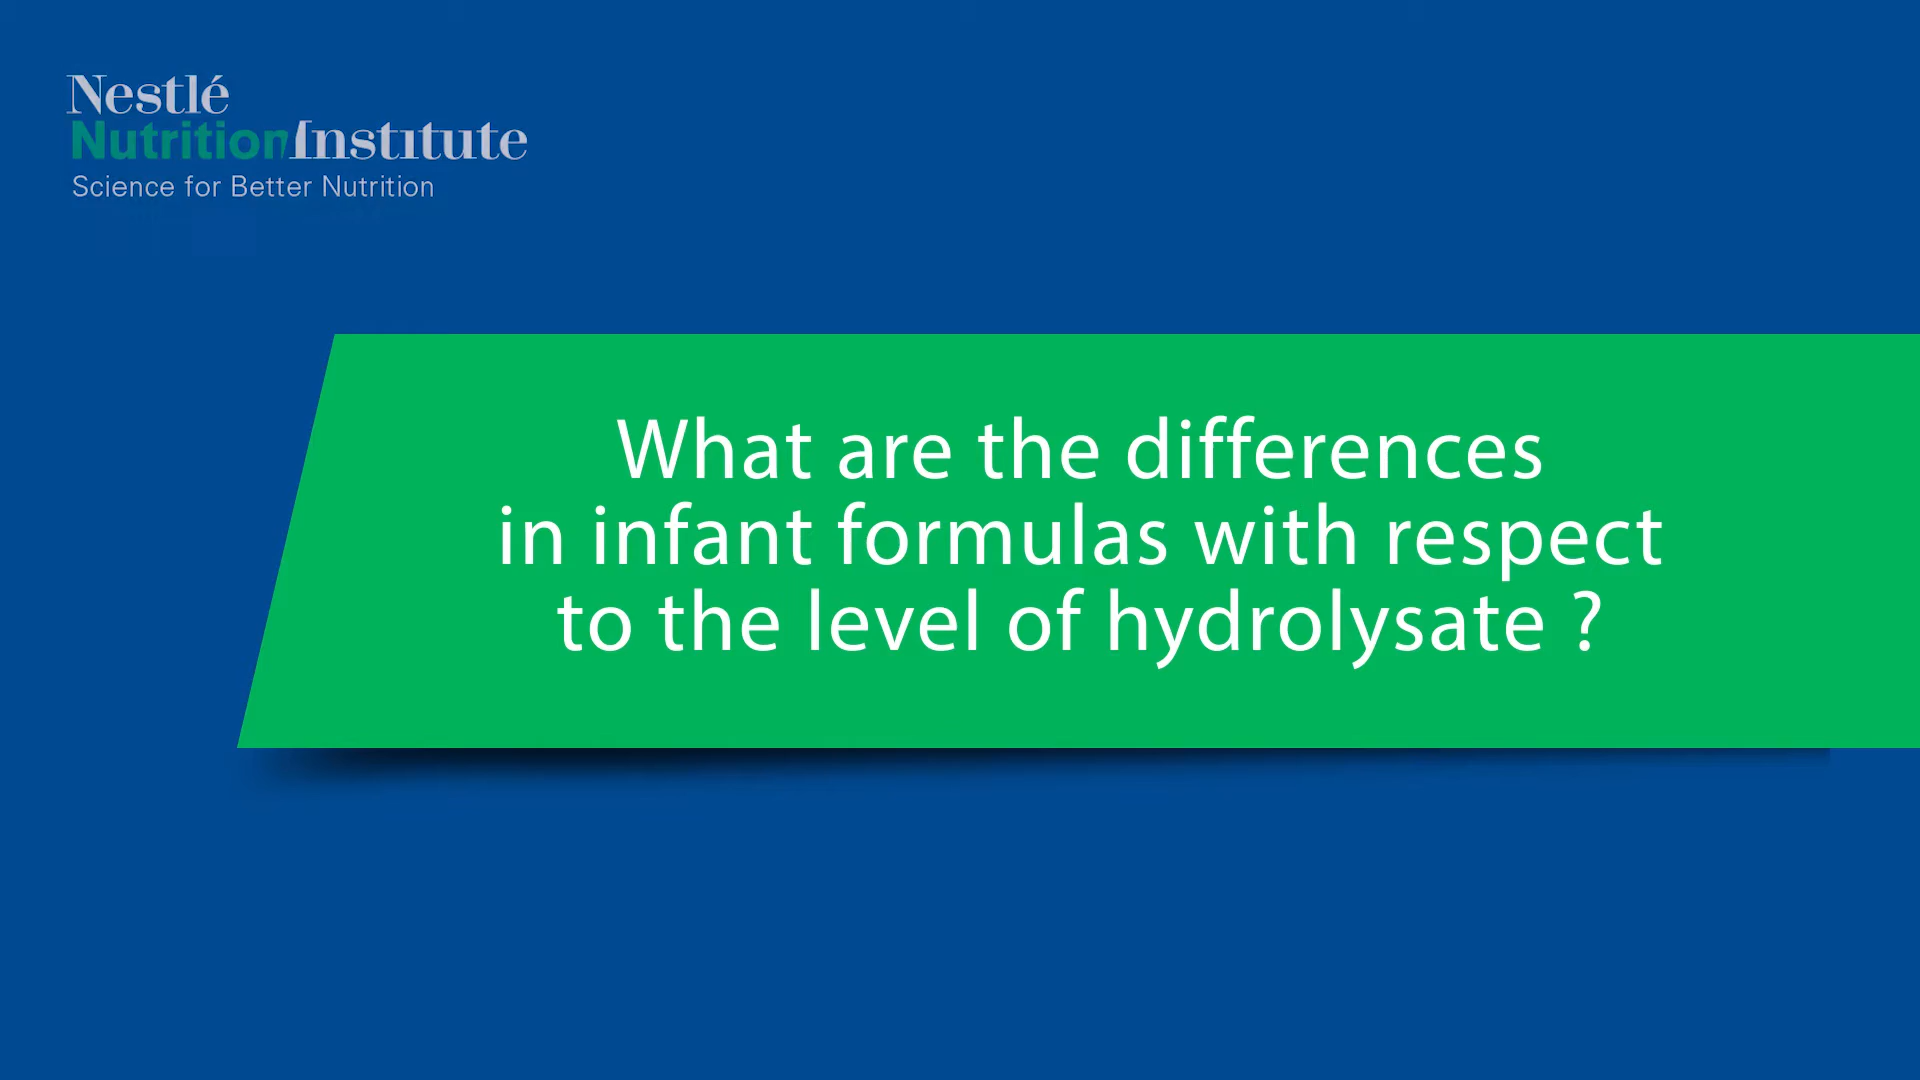 Nestlé
NutritionInstitute
Science for Better Nutrition
What are the differences
in infant formulas with respect
to the level of hydrolysate ?